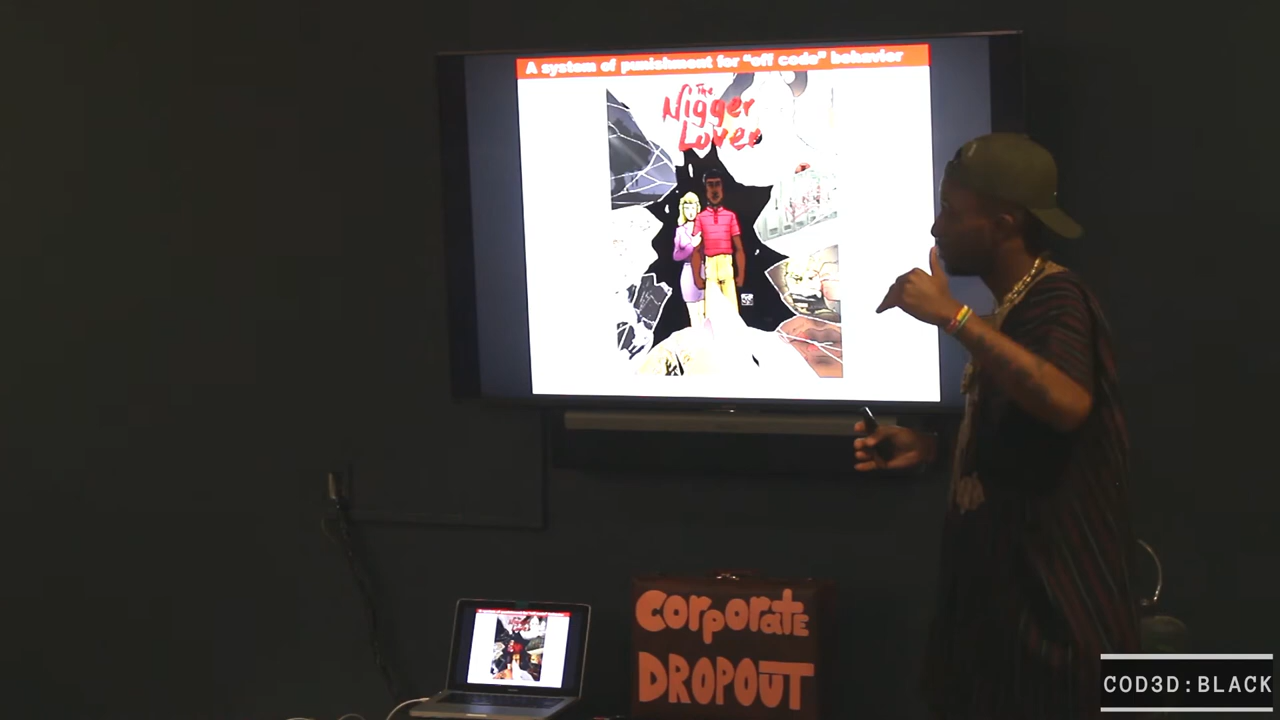 A system of punishment for "off code" behavior
The
Nigger
Lover
Corporate
DROPOUT
COD3D:BLACK